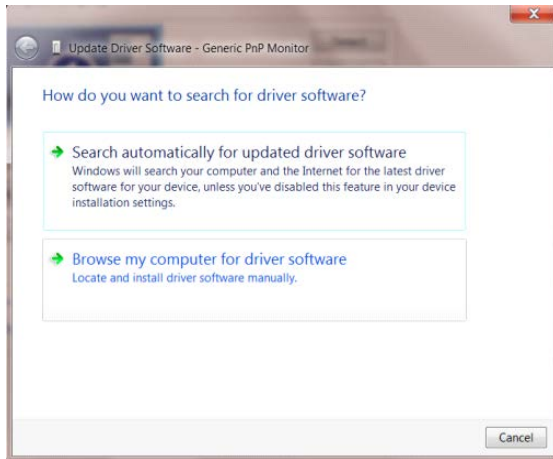 Update Driver Software - Generic PnP Monitor
How do you want to search for driver software?
Search automatically for updated driver software
Windows will search your computer and the Internet for the latest driver
software for your device, unless you've disabled this feature in your device
installation settings.
Browse my computer for driver software
Locate and install driver software manually.
Cancel